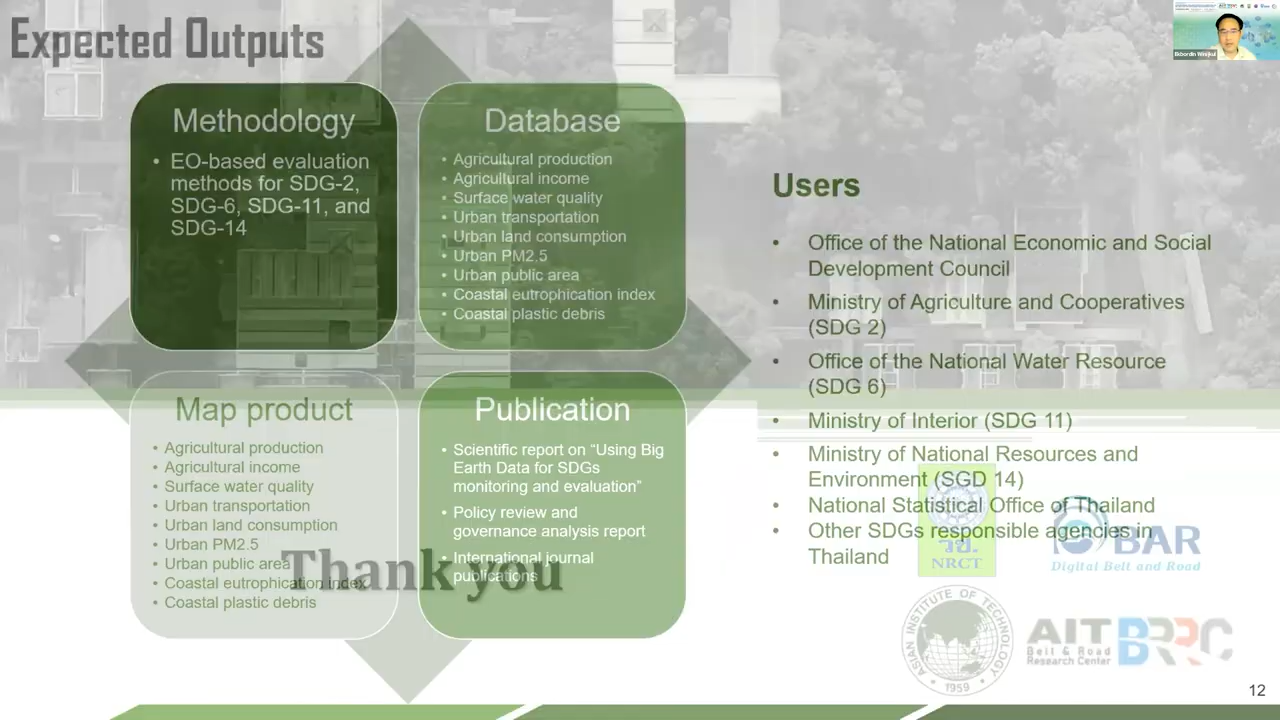 Expected Outputs
Methodology
• EO-based evaluation
methods for SDG-2,
SDG-6, SDG-11, and
SDG-14
Database
• Agricultural production
• Agricultural income
• Surface water quality
• Urban transportation
• Urban land consumption
• Urban PM2.5
• Urban public area
• Coastal eutrophication index
• Coastal plastic debris
Map product
• Agricultural production
• Agricultural income
• Surface water quality
• Urban transportation
• Urban land consumption
• Urban PM2.5
• Urban public area
• Coastal eutrophication index
• Coastal plastic debris
Publication
• Scientific report on “Using Big
Earth Data for SDGs
monitoring and evaluation”
• Policy review and
governance analysis report
• International journal
publications
Thank you
Users
• Office of the National Economic and Social
Development Council
• Ministry of Agriculture and Cooperatives
(SDG 2)
• Office of the National Water Resource
(SDG 6)
• Ministry of Interior (SDG 11)
• Ministry of National Resources and
Environment (SGD 14)
• National Statistical Office of Thailand
• Other SDGs responsible agencies in
Thailand
วช.
NRCT
DBAR
Digital Belt and Road
ASIAN INSTITUTE OF TECHNOLOGY
1959
AIT
Belt & Road
Research Center
BRRC
12